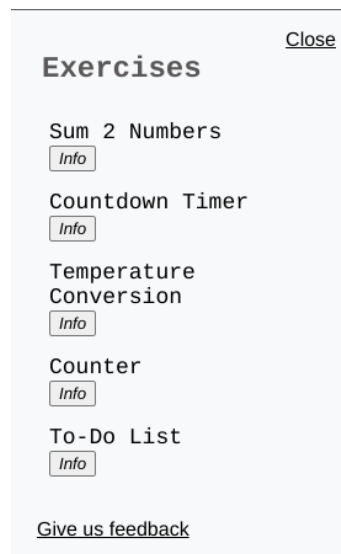 Close
Exercises
Sum 2 Numbers
Info
Countdown Timer
Info
Temperature
Conversion
Info
Counter
Info
To-Do List
Info
Give us feedback